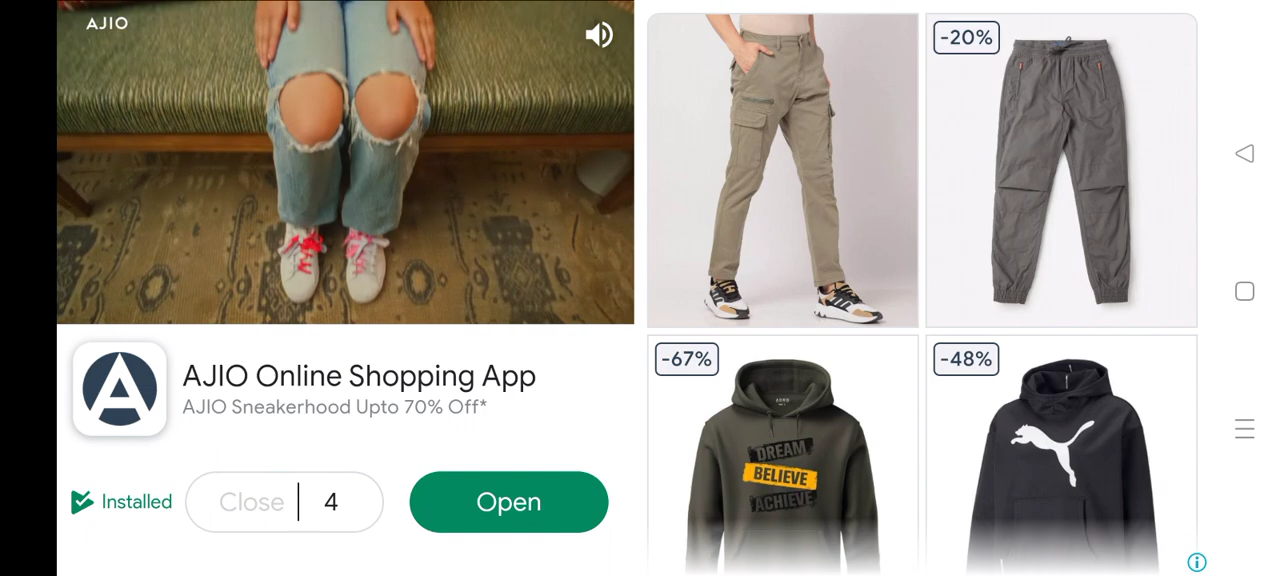 AJIO
AJIO Online Shopping App
AJIO Sneakerhood Upto 70% Off*
Installed
Close
4
Open
-20%
-67%
-48%
DREAM
BELIEVE
ACHIEVE